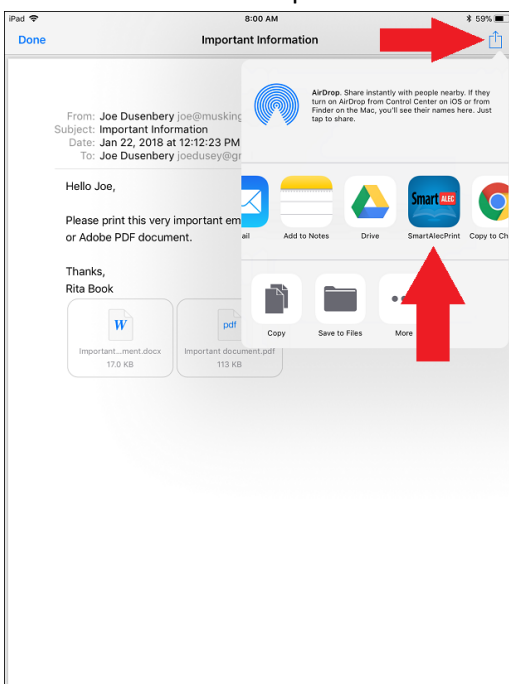 iPad 8:00 AM 59%
Done Important Information
AirDrop. Share instantly with people nearby. If they
turn on AirDrop from Control Center on iOS or from
Finder on the Mac, you'll see their names here. Just
tap to share.
From: Joe Dusenbery joe@musking
Subject: Important Information
Date: Jan 22, 2018 at 12:12:23 PM
To: Joe Dusenbery joedusey@gr
Hello Joe,
Please print this very important em
or Adobe PDF document.
Thanks,
Rita Book
Smart ALEC
ail Add to Notes Drive SmartAlecPrint Copy to Ch
Copy Save to Files More
W pdf
Important...ment.docx Important document.pdf
17.0 KB 113 KB